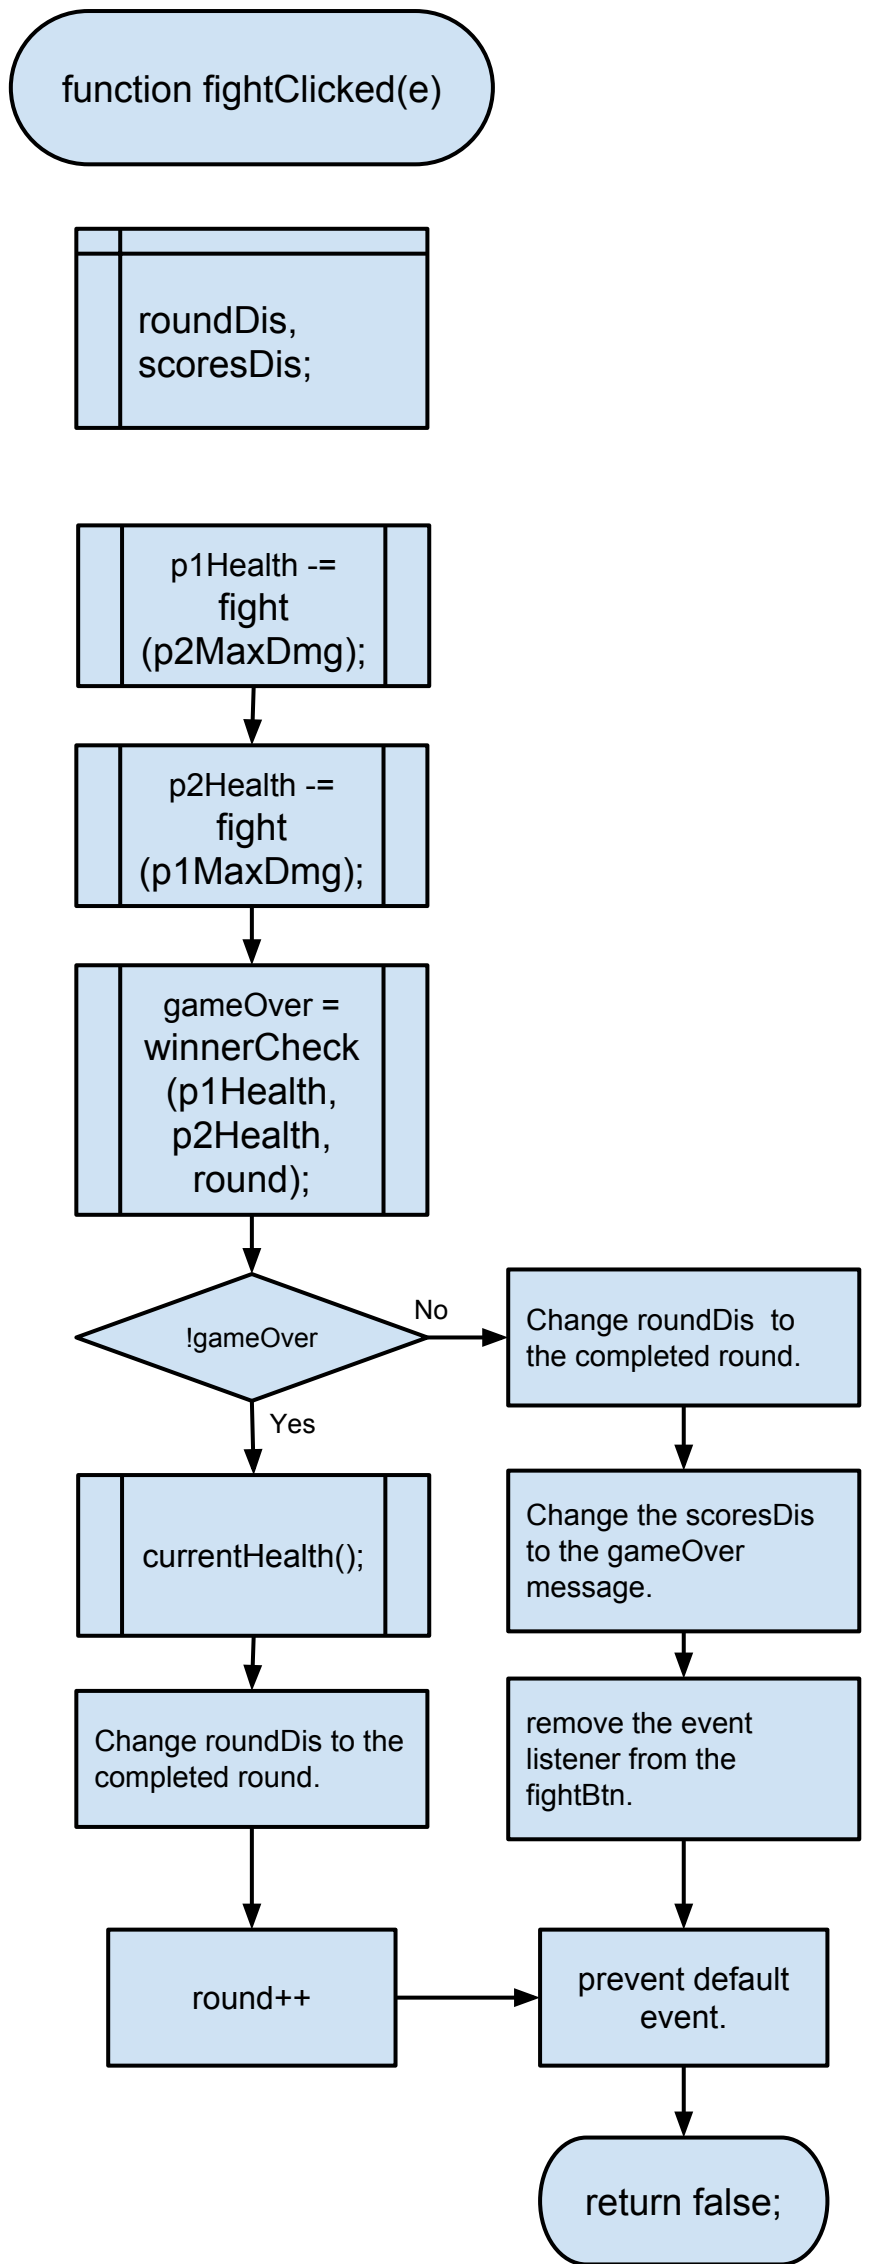 function fightClicked(e)
roundDis,
scoresDis;
p1Health -=
fight
(p2MaxDmg);
p2Health -=
fight
(p1MaxDmg);
gameOver =
winnerCheck
(p1Health,
p2Health,
round);
!gameOver
No
Change roundDis  to
the completed round.
Yes
currentHealth();
Change the scoresDis
to the gameOver
message.
Change roundDis to the
completed round.
remove the event
listener from the
fightBtn.
round++
prevent default
event.
return false;